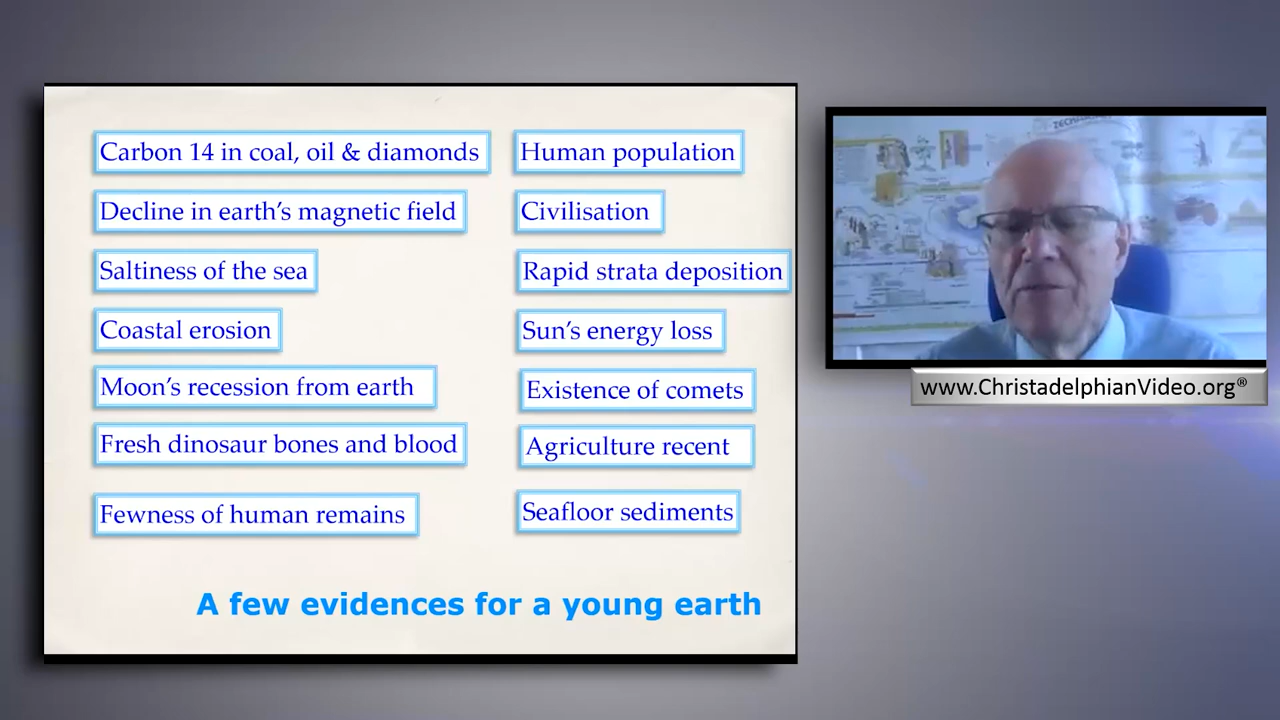 Carbon 14 in coal, oil & diamonds
Decline in earth's magnetic field
Saltiness of the sea
Coastal erosion
Moon's recession from earth
Fresh dinosaur bones and blood
Fewness of human remains
Human population
Civilisation
Rapid strata deposition
Sun's energy loss
Existence of comets
Agriculture recent
Seafloor sediments
A few evidences for a young earth
www.ChristadelphianVideo.org®